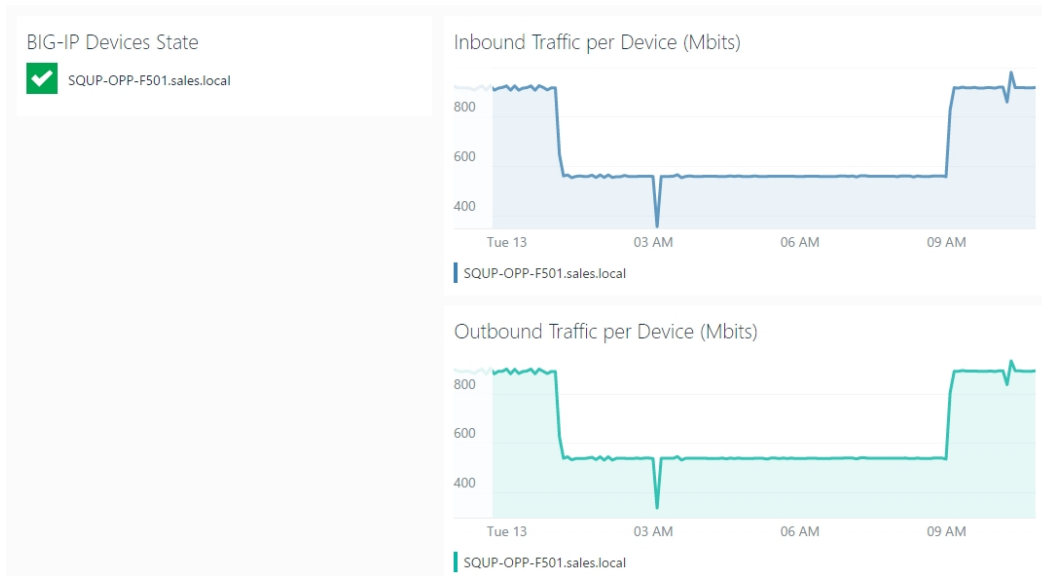 BIG-IP Devices State
SQUP-OPP-F501.sales.local
Inbound Traffic per Device (Mbits)
800
600
400
Tue 13 03 AM 06 AM 09 AM
SQUP-OPP-F501.sales.local
Outbound Traffic per Device (Mbits)
800
600
400
Tue 13 03 AM 06 AM 09 AM
SQUP-OPP-F501.sales.local